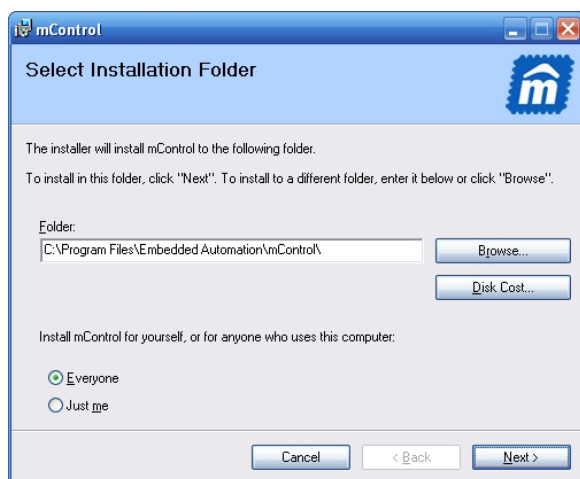 mControl
Select Installation Folder
m
The installer will install mControl to the following folder.
To install in this folder, click "Next". To install to a different folder, enter it below or click "Browse".
Folder:
C:\Program Files\Embedded Automation\mControl\
Browse...
Disk Cost...
Install mControl for yourself, or for anyone who uses this computer:
Everyone
Just me
Cancel
< Back
Next >